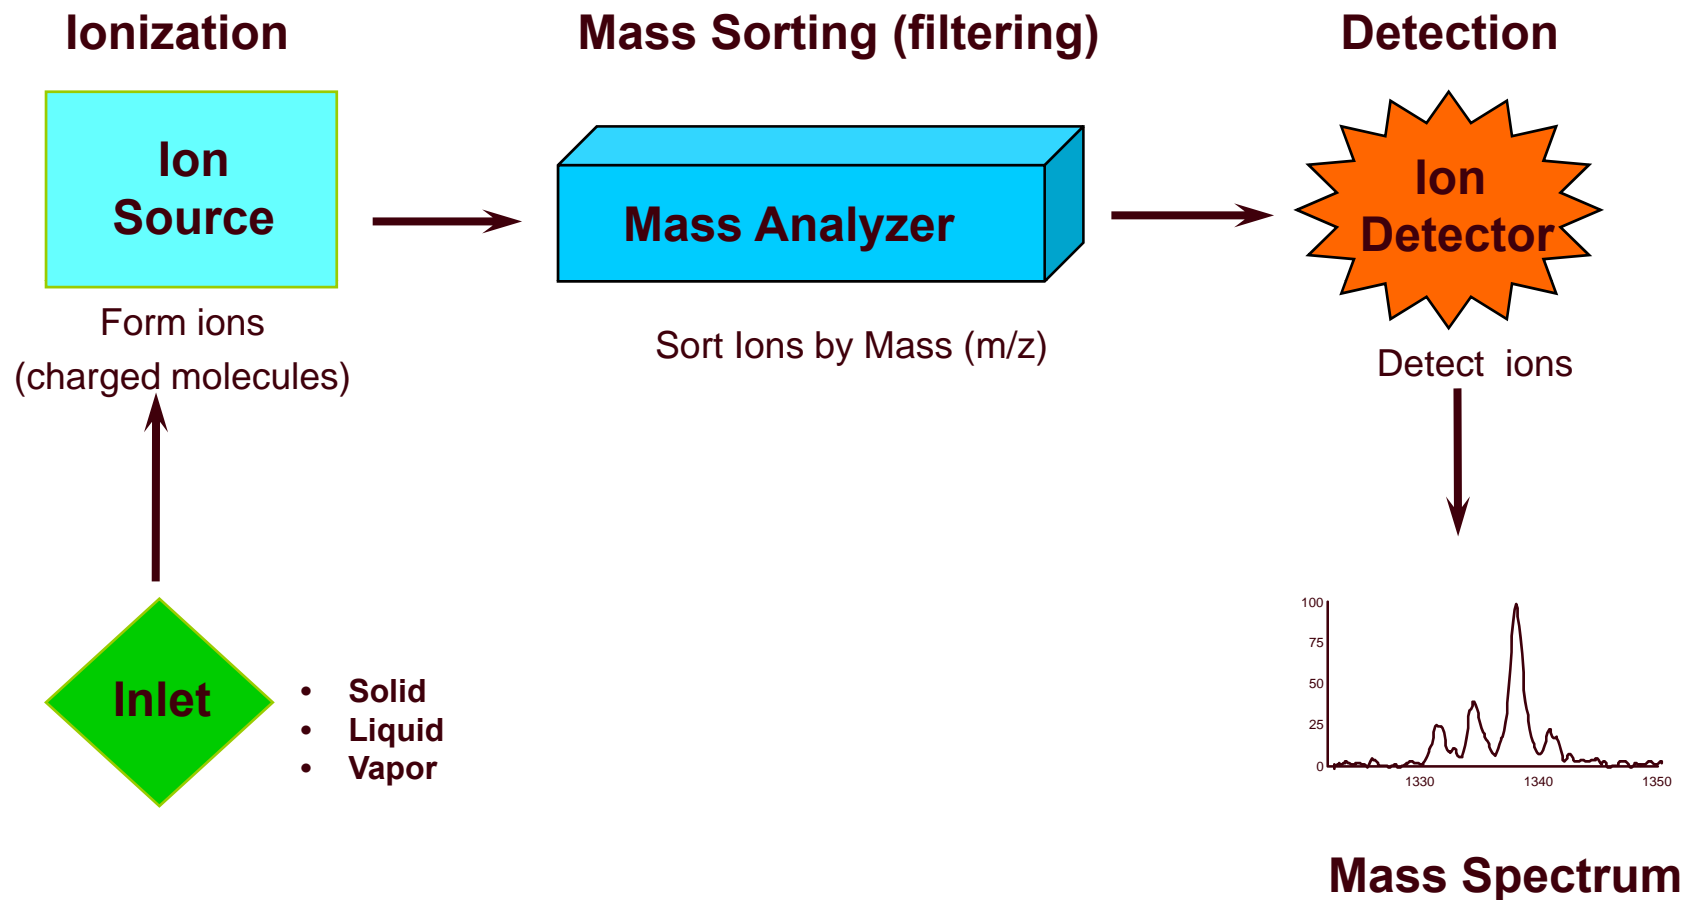 Ionization
Mass Sorting (filtering)
Detection
Ion
Source
Mass Analyzer
Ion
Detector
Form ions
(charged molecules)
Sort Ions by Mass (m/z)
Detect ions
Inlet
• Solid
• Liquid
• Vapor
100
75
50
25
0
1330
1340
1350
Mass Spectrum